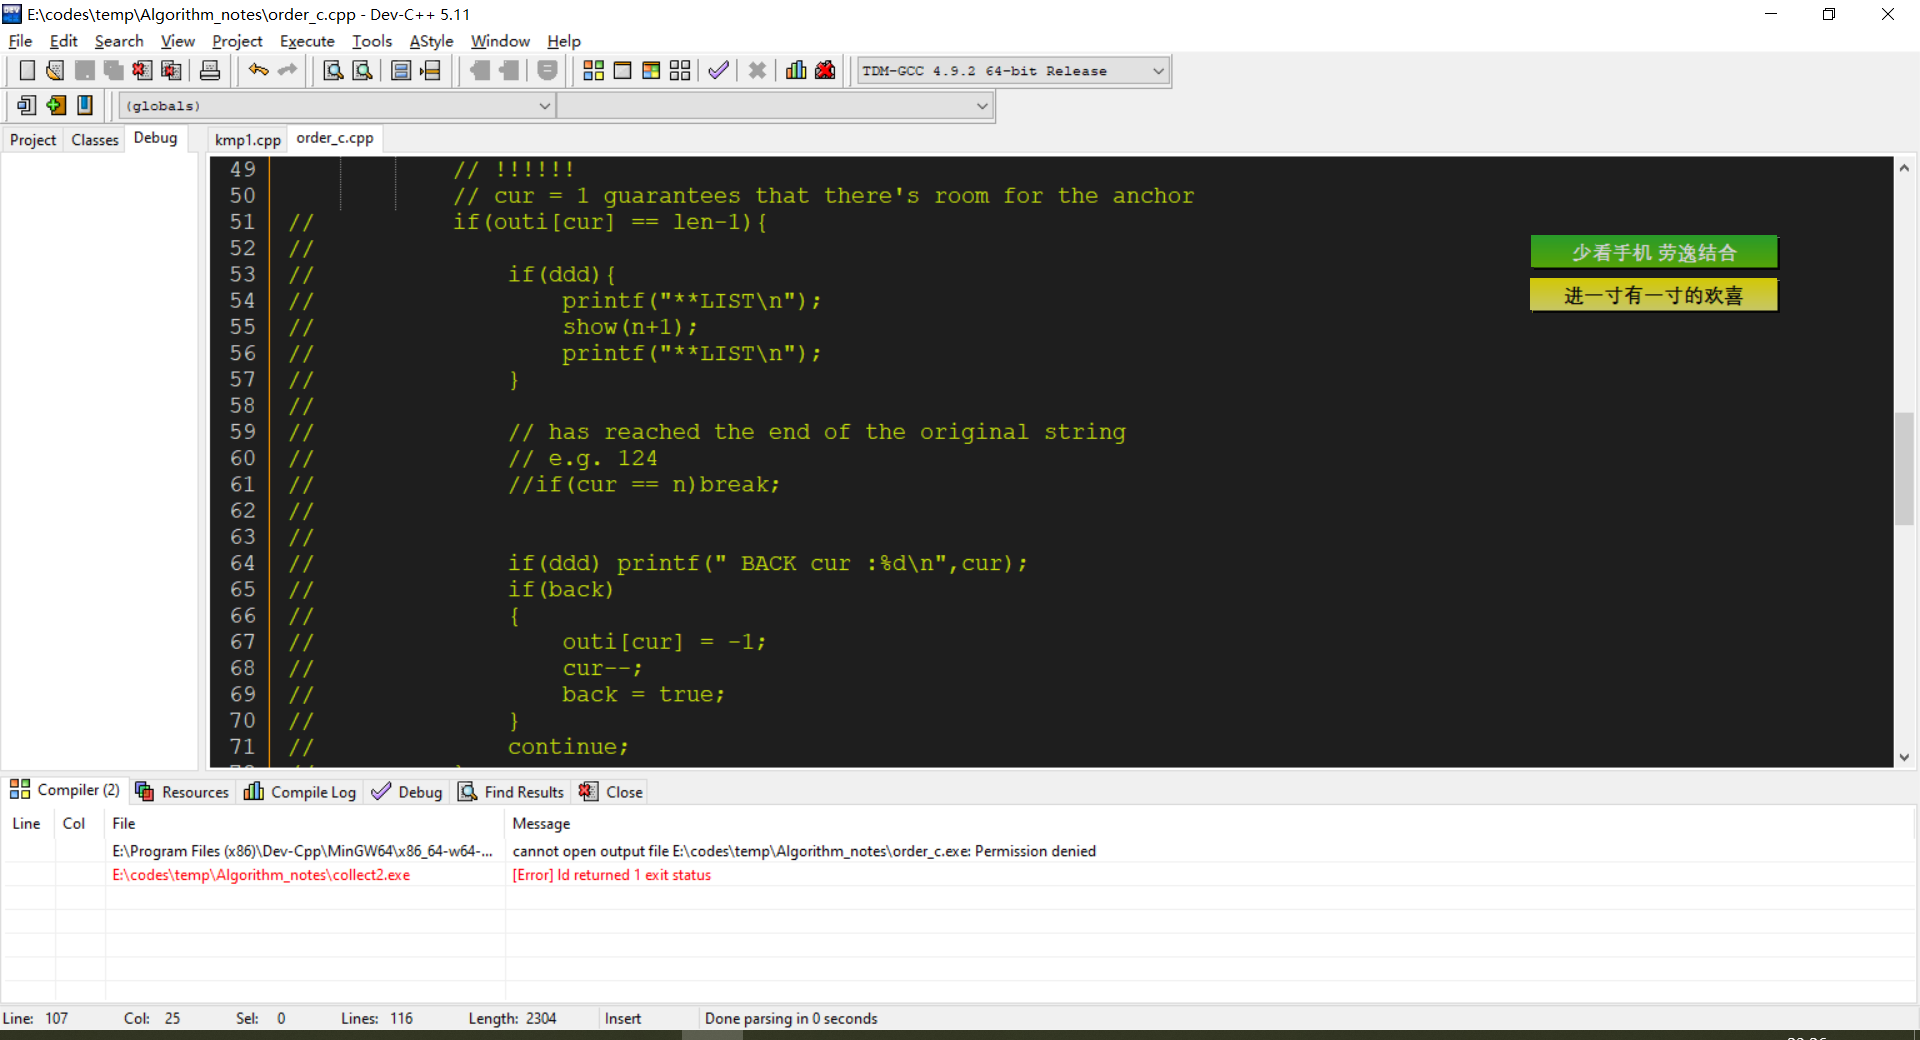 E:\codes\temp\Algorithm_notes\order_c.cpp - Dev-C++ 5.11
File Edit Search View Project Execute Tools AStyle Window Help
TDM-GCC 4.9.2 64-bit Release
(globals)
Project Classes Debug kmp1.cpp order_c.cpp
49 // !!!!!!
50 // cur = 1 guarantees that there's room for the anchor
51 // if(outi[cur] == len-1){
52 //
53 // if(ddd){
54 // printf("**LIST\n");
55 // show(n+1);
56 // printf("**LIST\n");
57 // }
58 //
59 // // has reached the end of the original string
60 // // e.g. 124
61 // //if(cur == n)break;
62 //
63 //
64 // if(ddd) printf(" BACK cur :%d\n",cur);
65 // if(back)
66 // {
67 // outi[cur] = -1;
68 // cur--;
69 // back = true;
70 // }
71 // continue;
少看手机 劳逸结合
进一寸有一寸的欢喜
Compiler (2) Resources Compile Log Debug Find Results Close
Line Col File Message
E:\Program Files (x86)\Dev-Cpp\MinGW64\x86_64-w64-... cannot open output file E:\codes\temp\Algorithm_notes\order_c.exe: Permission denied
E:\codes\temp\Algorithm_notes\collect2.exe [Error] ld returned 1 exit status
Line: 107 Col: 25 Sel: 0 Lines: 116 Length: 2304 Insert Done parsing in 0 seconds